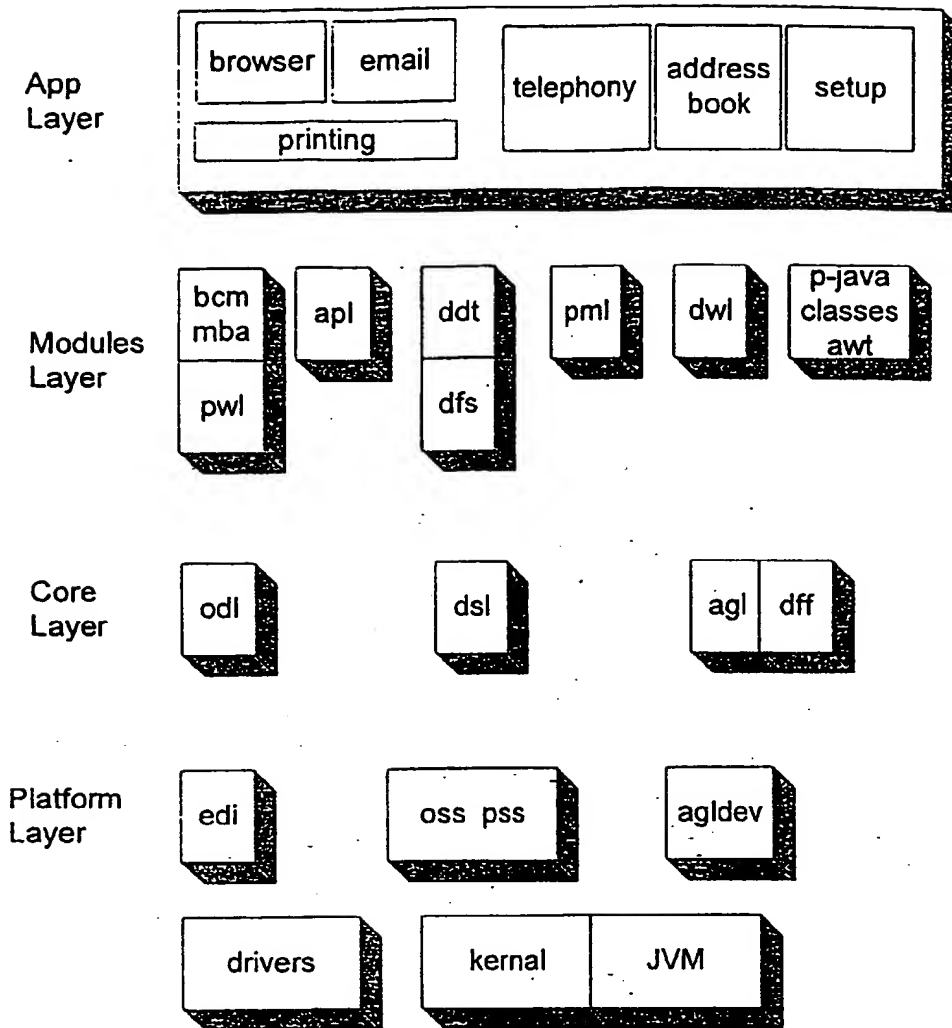 App
Layer
browser
email
printing
telephony
address
book
setup
Modules
Layer
bcm
mba
pwl
apl
ddt
dfs
pml
dwl
p-java
classes
awt
Core
Layer
odl
dsl
agl
dff
Platform
Layer
edi
oss pss
agldev
drivers
kernal
JVM